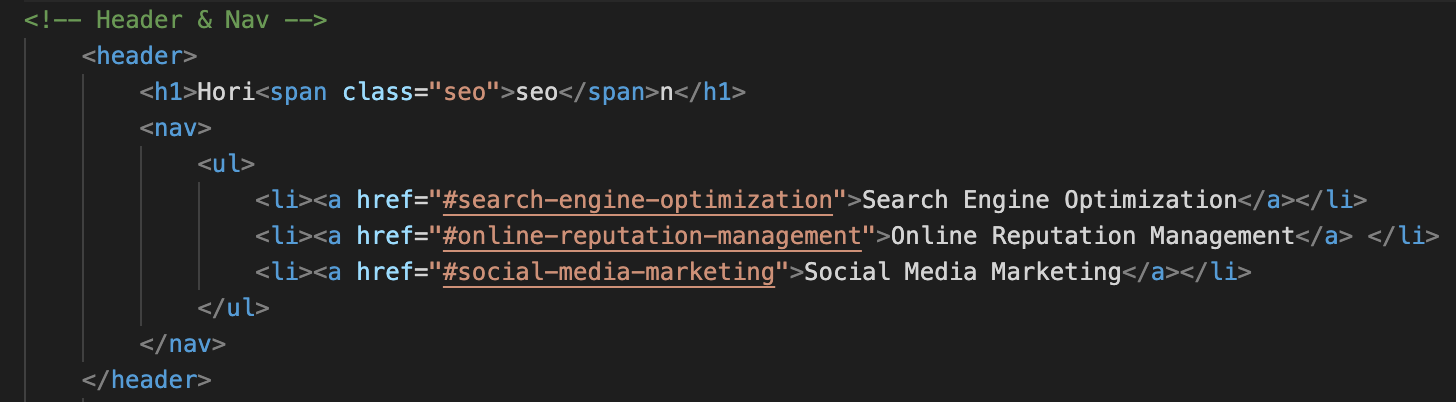 <!-- Header & Nav -->
<header>
<h1>Hori<span class="seo">seo</span>n</h1>
<nav>
<ul>
<li><a href="#search-engine-optimization">Search Engine Optimization</a></li>
<li><a href="#online-reputation-management">Online Reputation Management</a> </li>
<li><a href="#social-media-marketing">Social Media Marketing</a></li>
</ul>
</nav>
</header>